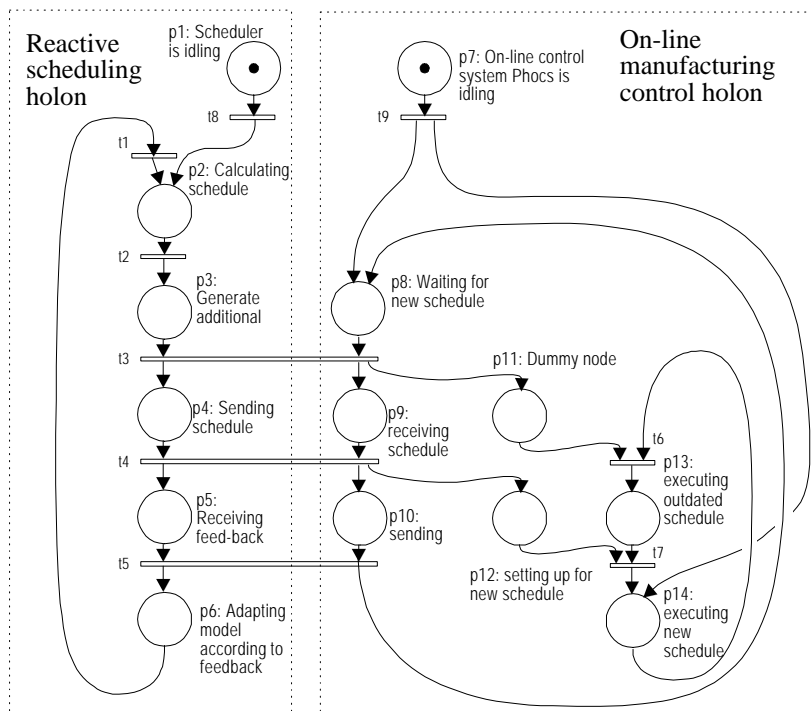 Reactive
scheduling
holon
p1: Scheduler
is idling
t8
t1
p2: Calculating
schedule
t2
p3:
Generate
additional
t3
p4: Sending
schedule
t4
p5:
Receiving
feed-back
t5
p6: Adapting
model
according to
feedback
On-line
manufacturing
control holon
p7: On-line control
system Phocs is
idling
t9
p8: Waiting for
new schedule
p11: Dummy node
p9:
receiving
schedule
t6
p13:
executing
outdated
schedule
p10:
sending
t7
p12: setting up for
new schedule
p14:
executing
new
schedule